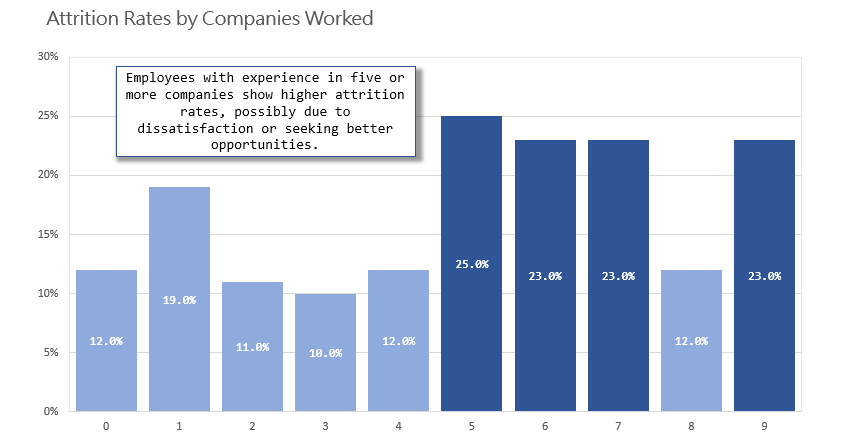 Attrition Rates by Companies Worked
30%
Employees with experience in five or
more companies show higher attrition
rates, possibly due to
dissatisfaction or seeking better
opportunities.
25%
20%
15%
10%
5%
0%
12.0%
19.0%
11.0%
10.0%
12.0%
25.0%
23.0%
23.0%
12.0%
23.0%
0 1 2 3 4 5 6 7 8 9